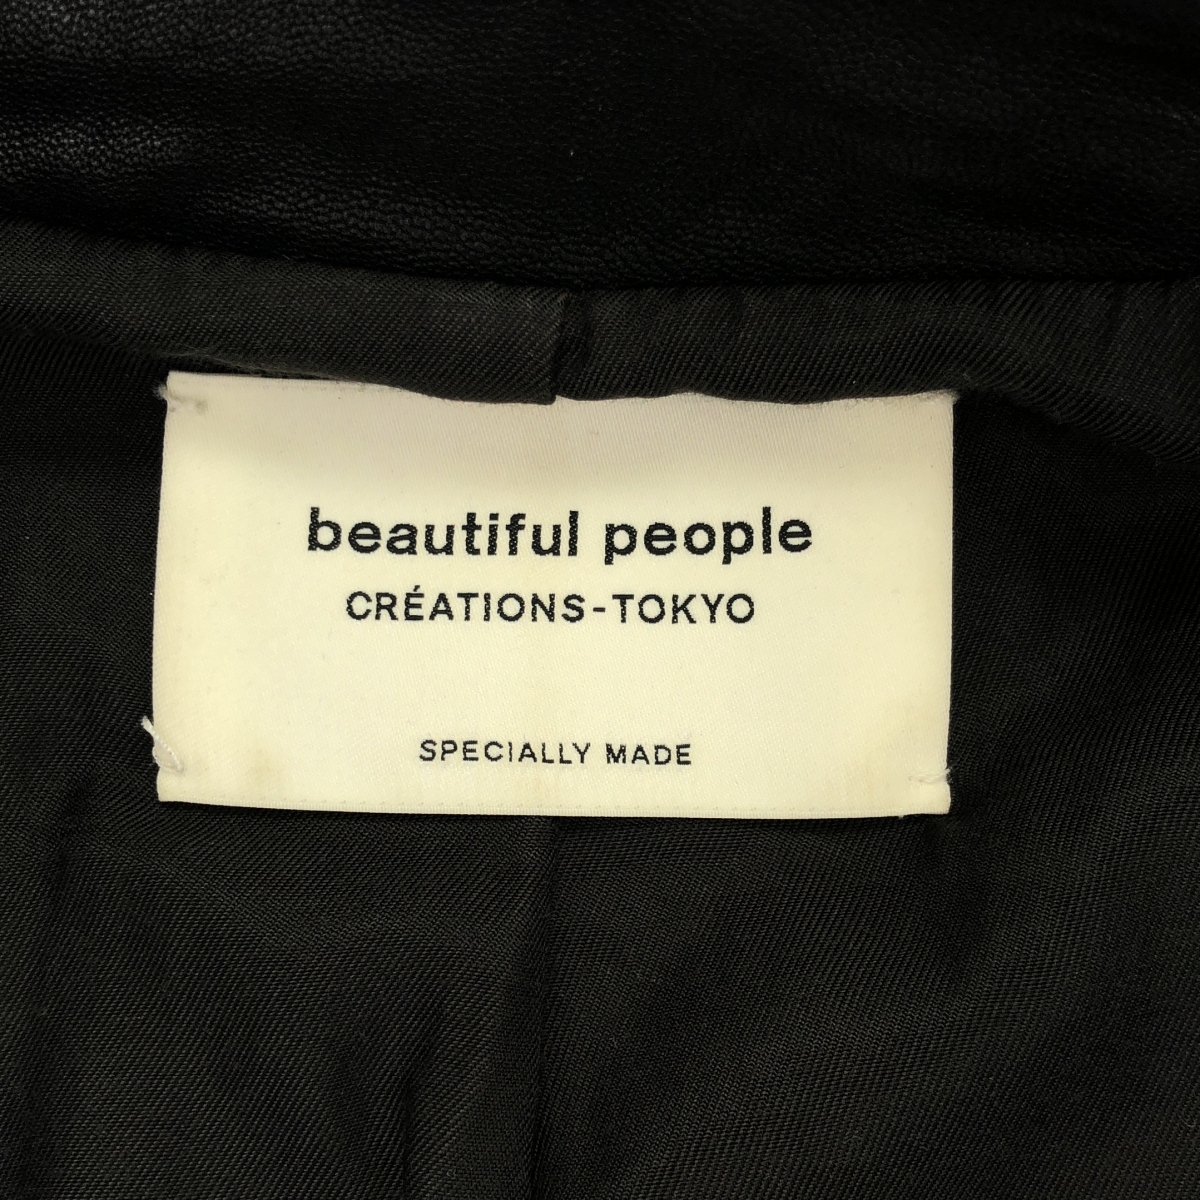 beautiful people
CRÉATIONS-TOKYO
SPECIALLY MADE